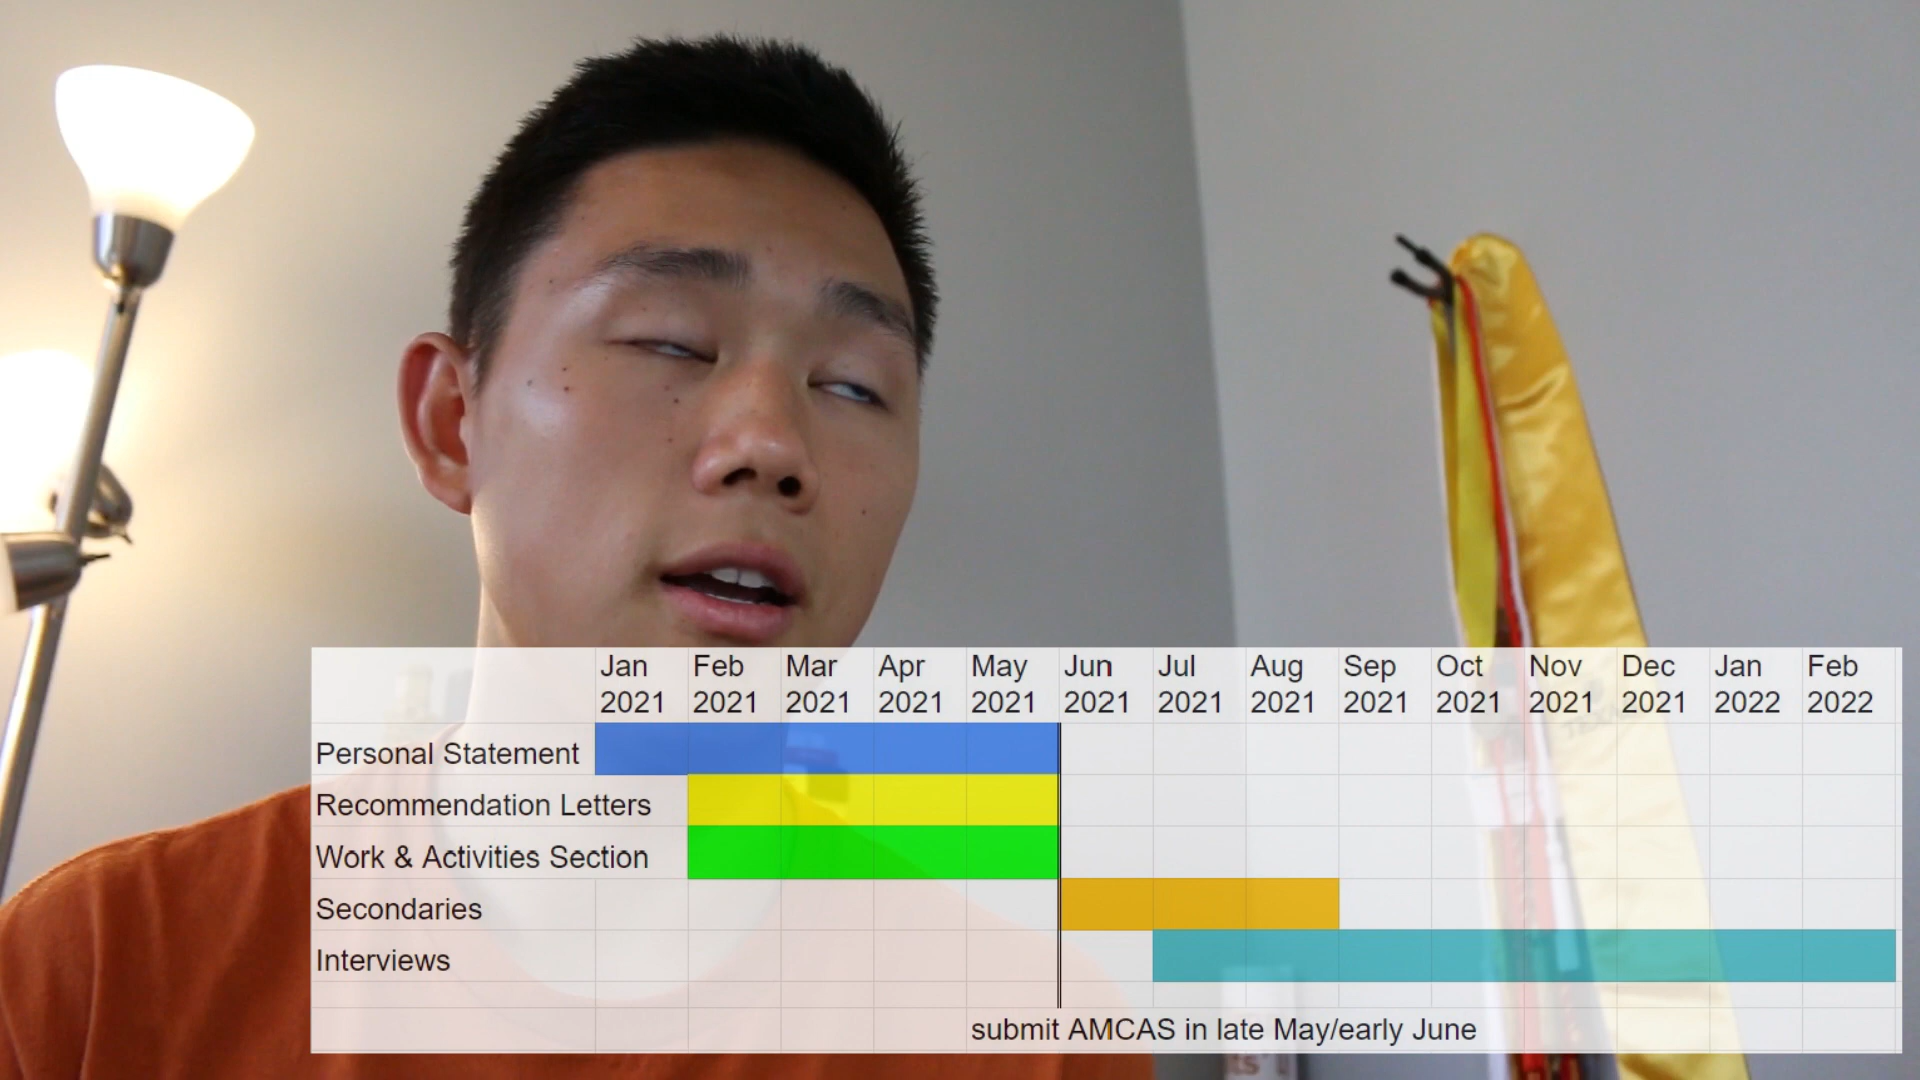 Jan Feb Mar Apr May Jun Jul Aug Sep Oct Nov Dec Jan Feb
2021 2021 2021 2021 2021 2021 2021 2021 2021 2021 2021 2021 2022 2022
Personal Statement
Recommendation Letters
Work & Activities Section
Secondaries
Interviews
submit AMCAS in late May/early June